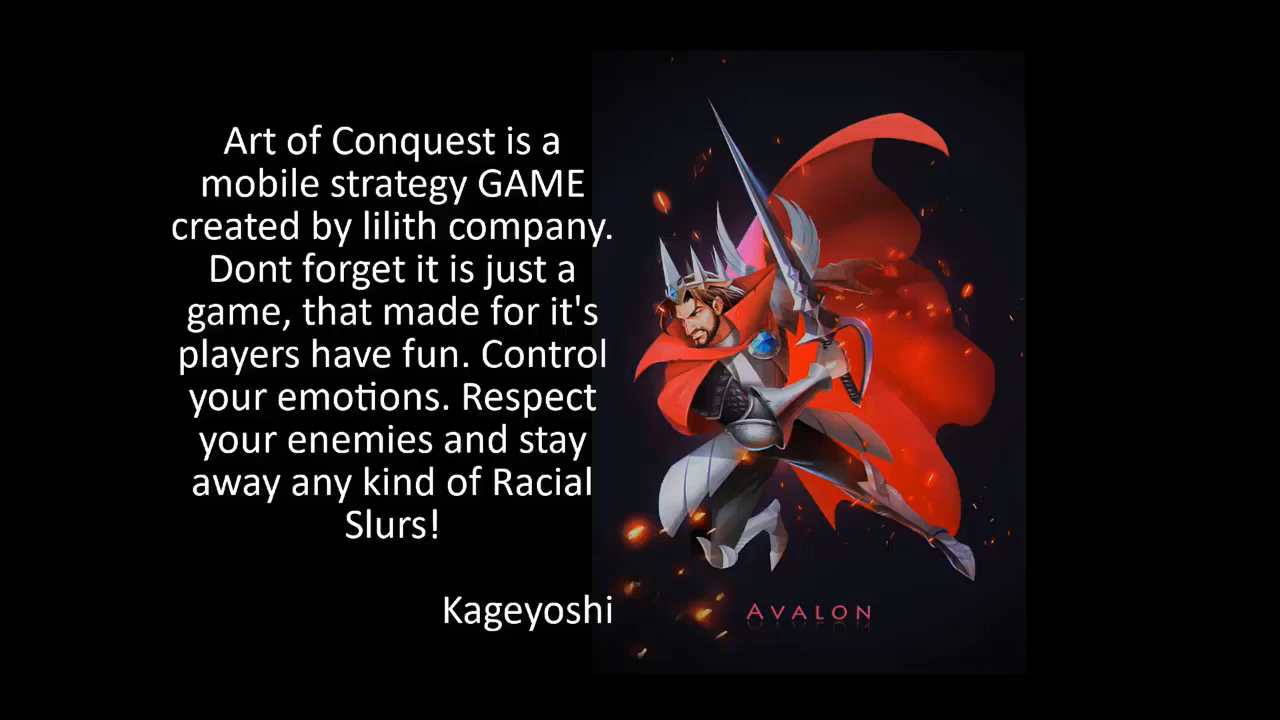 Art of Conquest is a
mobile strategy GAME
created by lilith company.
Dont forget it is just a
game, that made for it's
players have fun. Control
your emotions. Respect
your enemies and stay
away any kind of Racial
Slurs!
Kageyoshi
AVALON